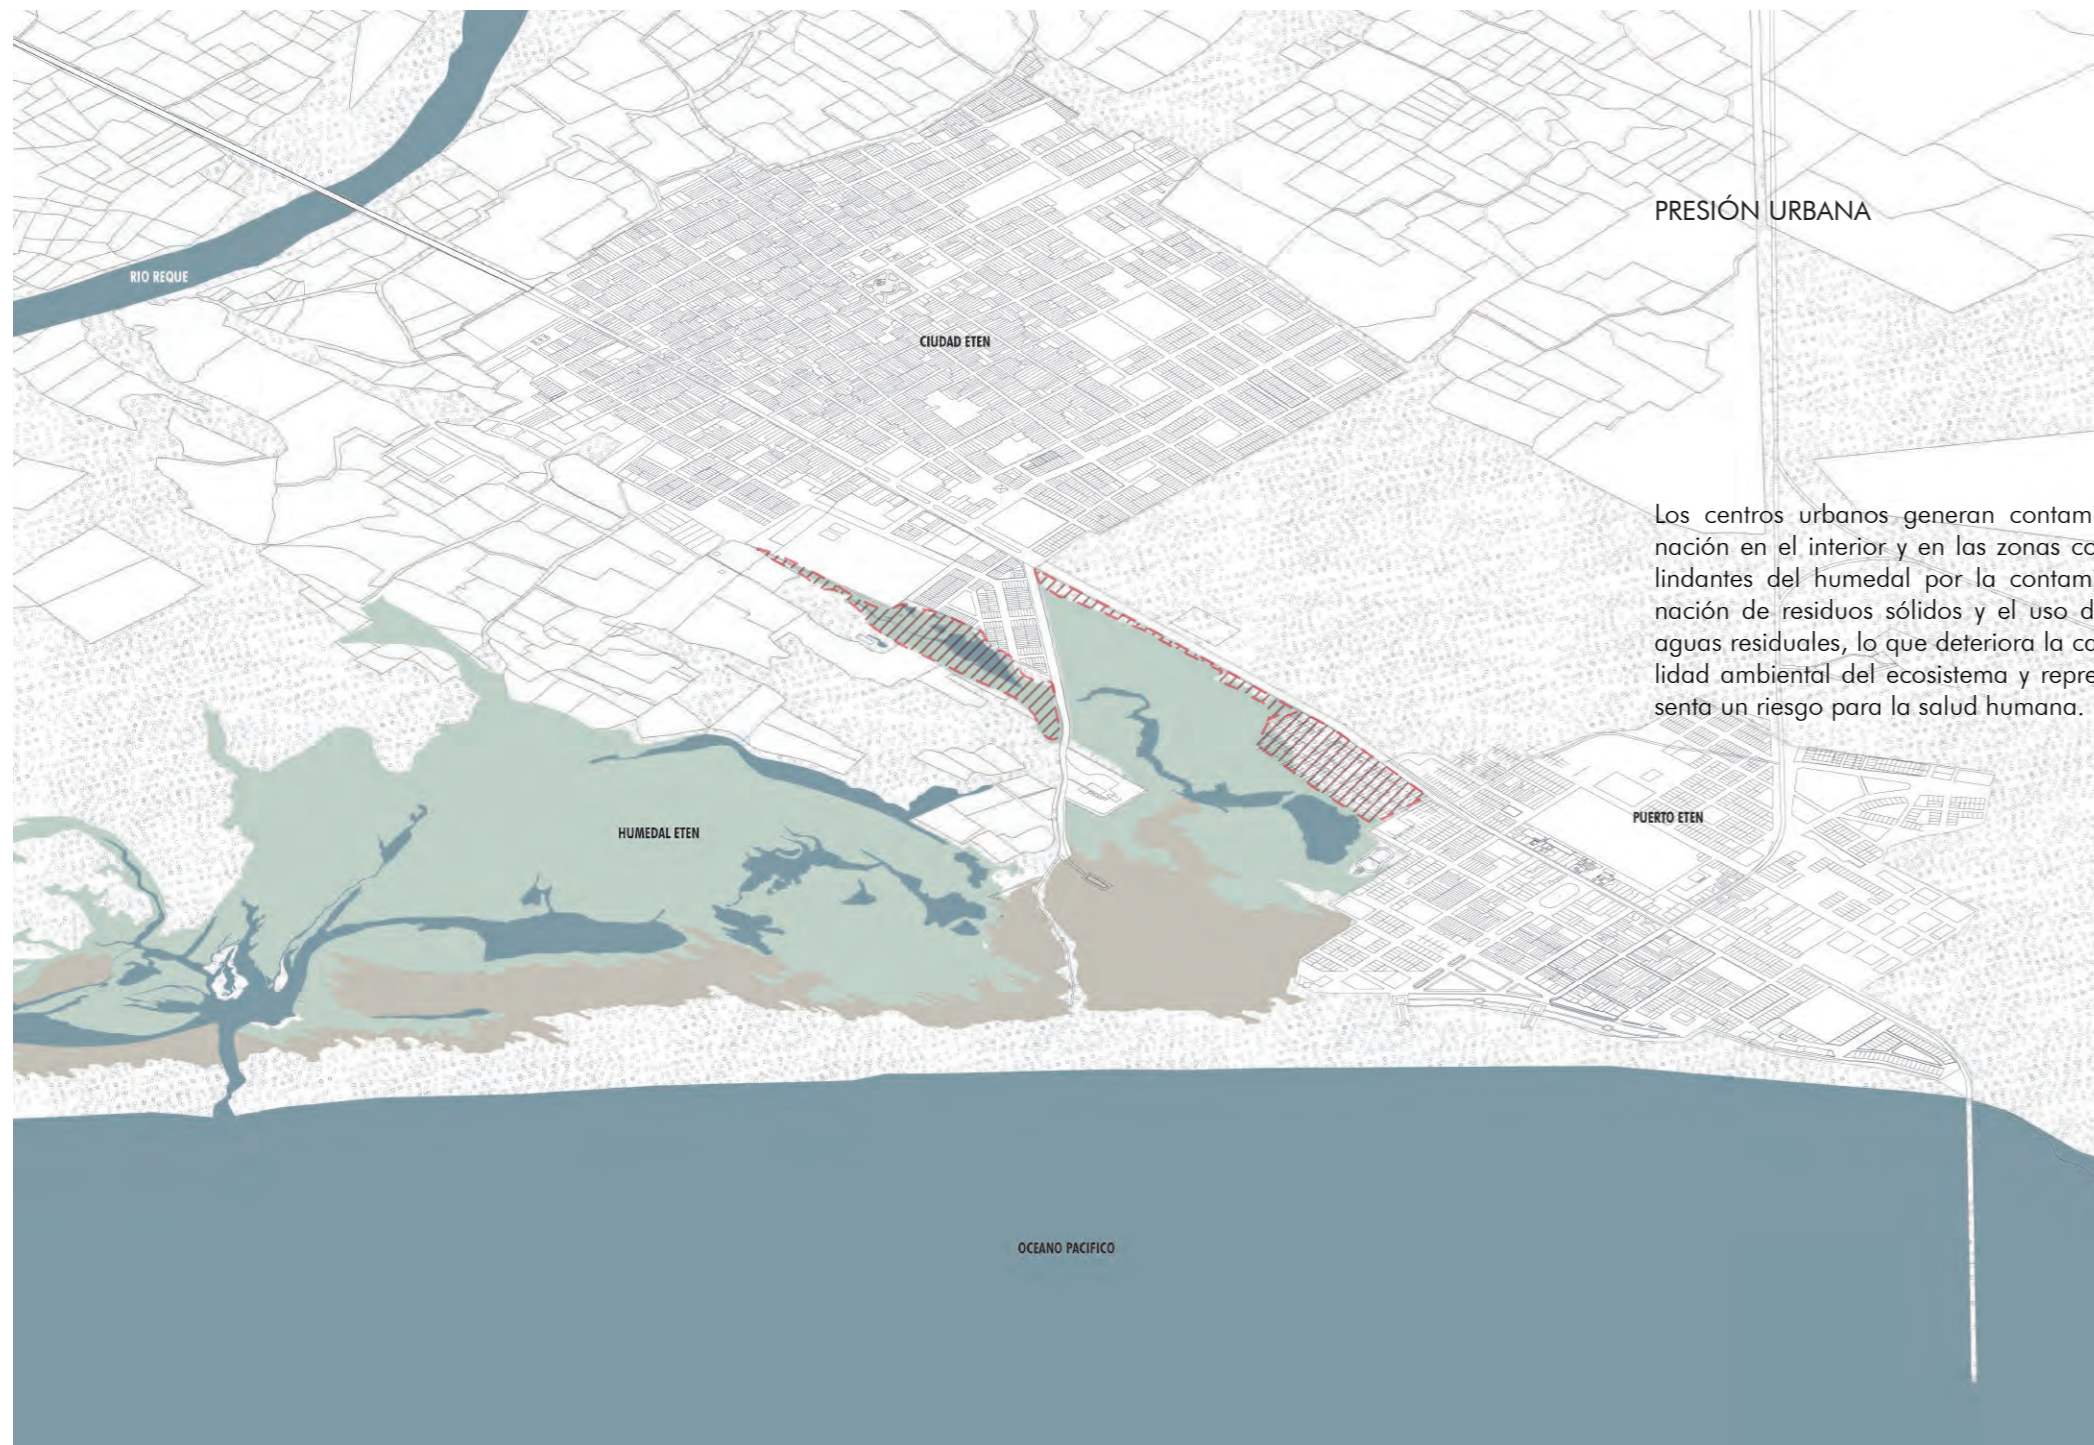 PRESIÓN URBANA
RIO REQUE
CIUDAD ETEN
Los centros urbanos generan contam
nación en el interior y en las zonas co
lindantes del humedal por la contam
nación de residuos sólidos y el uso d
aguas residuales, lo que deteriora la ca
lidad ambiental del ecosistema y repre
senta un riesgo para la salud humana.
PUERTO ETEN
HUMEDAL ETEN
OCEANO PACIFICO